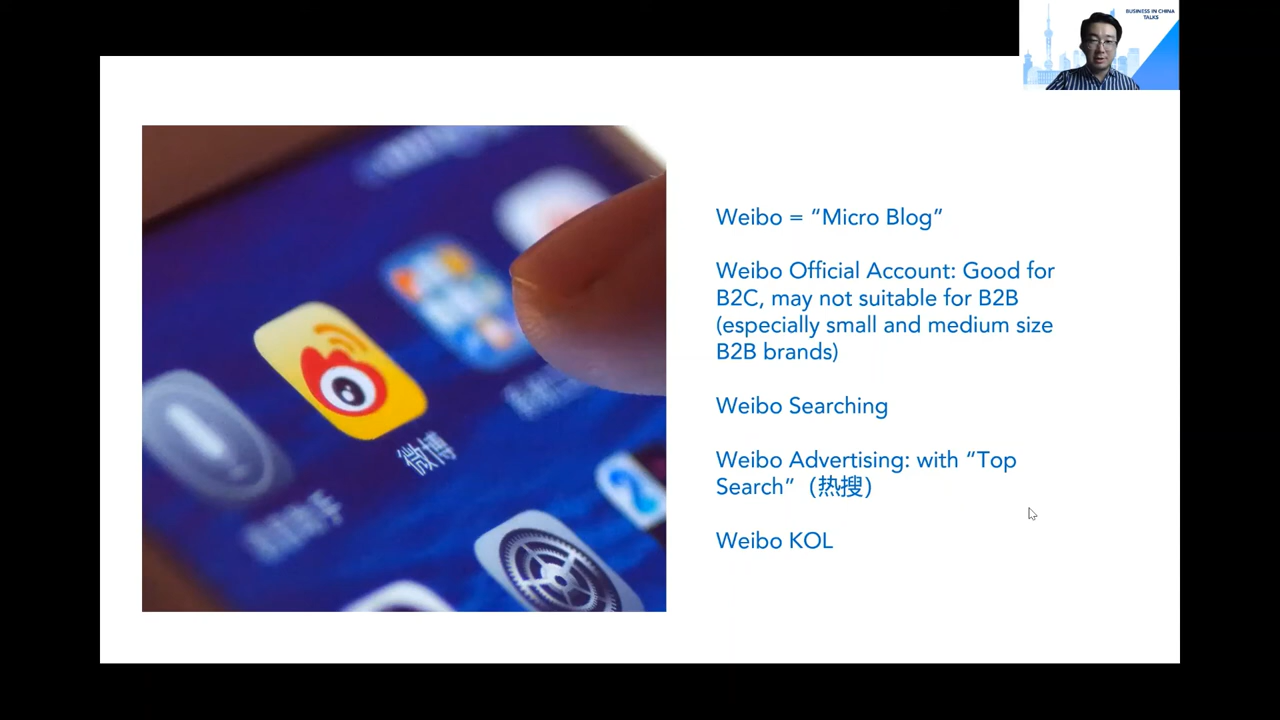 BUSINESS IN CHINA
TALKS
Weibo = “Micro Blog”
Weibo Official Account: Good for
B2C, may not suitable for B2B
(especially small and medium size
B2B brands)
Weibo Searching
Weibo Advertising: with “Top
Search”（热搜）
Weibo KOL
微博
2